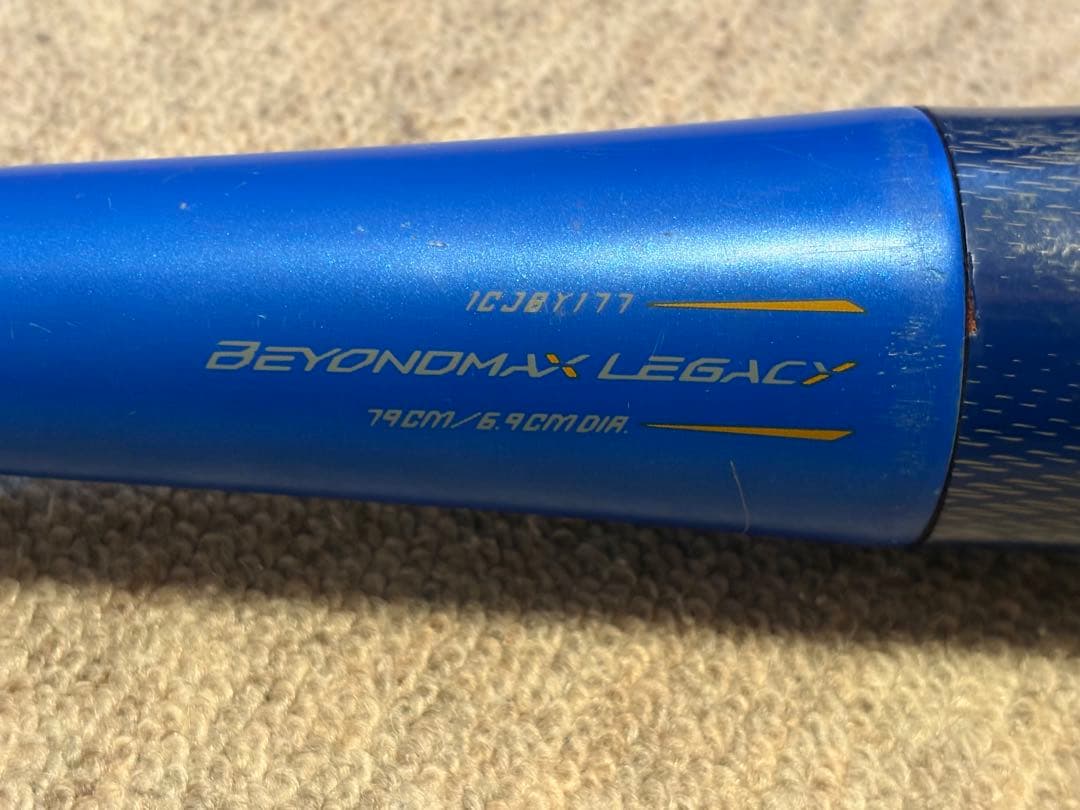 1CJBY177
BEYONDMAX LEGACY
79CM/6.9CM DIA.